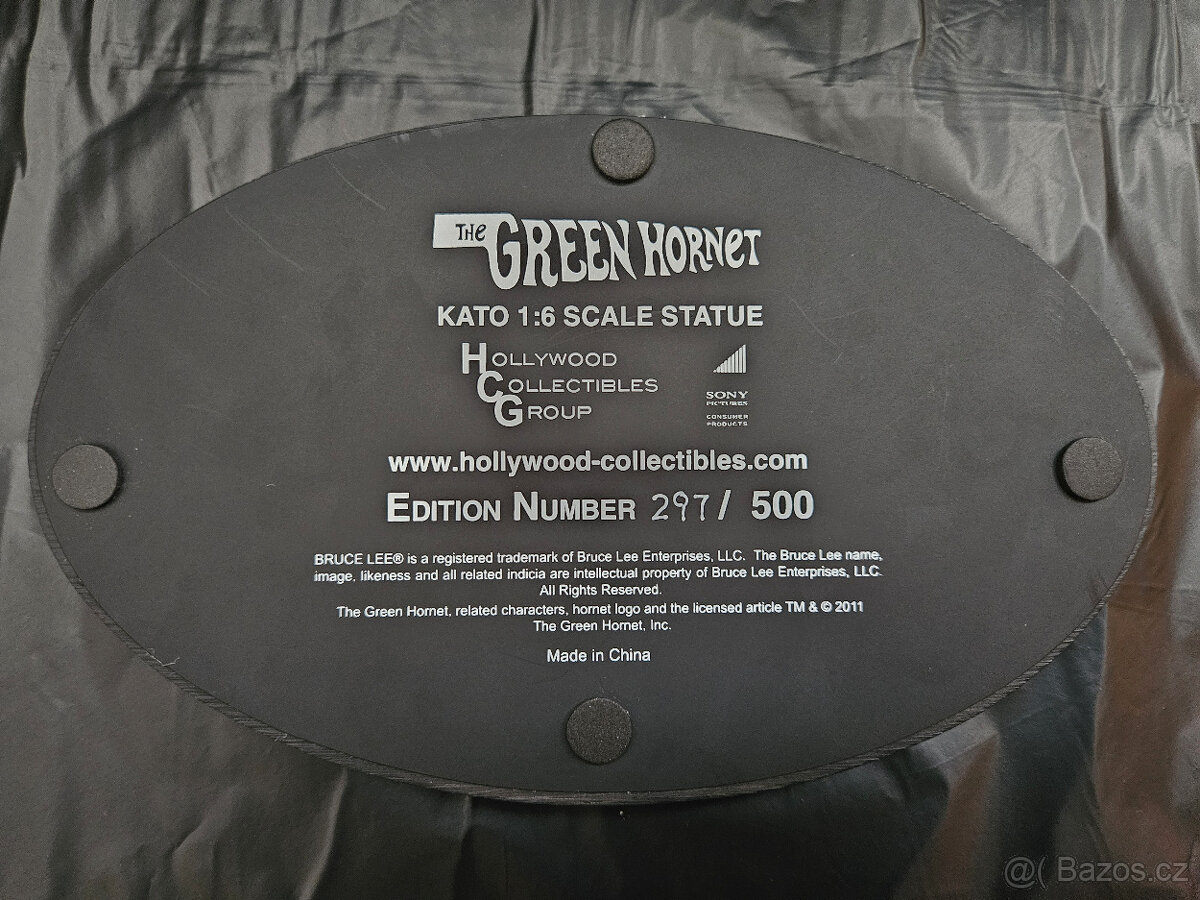 THE GREEN HORNET
KATO 1:6 SCALE STATUE
HOLLYWOOD
COLLECTIBLES
GROUP
SONY
PICTURES
CONSUMER
PRODUCTS
www.hollywood-collectibles.com
EDITION NUMBER 297 / 500
BRUCE LEE® is a registered trademark of Bruce Lee Enterprises, LLC. The Bruce Lee name,
image, likeness and all related indicia are intellectual property of Bruce Lee Enterprises, LLC.
All Rights Reserved.
The Green Hornet, related characters, hornet logo and the licensed article TM & © 2011
The Green Hornet, Inc.
Made in China
@( Bazos.cz